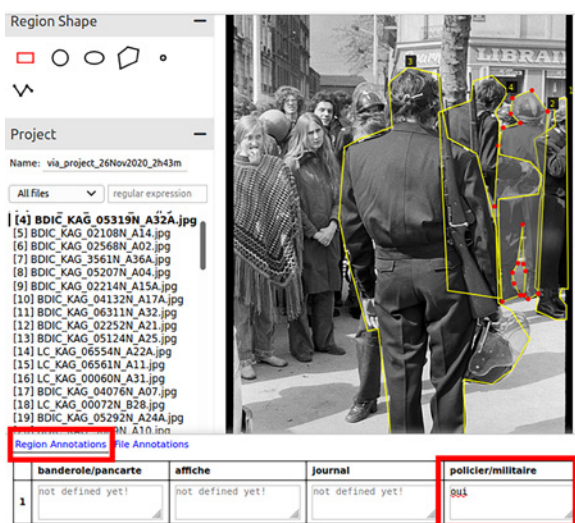 Region Shape
Project
Name: via_project_26Nov2020_2h43m
All files
regular expression
[4] BDIC_KAG_05319N_A32A.jpg
[5] BDIC_KAG_02108N_A14.jpg
[6] BDIC_KAG_02568N_A02.jpg
[7] BDIC_KAG_3561N_A36A.jpg
[8] BDIC_KAG_05207N_A04.jpg
[9] BDIC_KAG_02214N_A15A.jpg
[10] BDIC_KAG_04132N_A17A.jpg
[11] BDIC_KAG_06311N_A32.jpg
[12] BDIC_KAG_02252N_A21.jpg
[13] BDIC_KAG_05124N_A25.jpg
[14] LC_KAG_06554N_A22A.jpg
[15] LC_KAG_06561N_A11.jpg
[16] LC_KAG_00060N_A31.jpg
[17] BDIC_KAG_04076N_A07.jpg
[18] LC_KAG_00072N_B28.jpg
[19] BDIC_KAG_05292N_A24A.jpg
LIBRAI
3
4
2
Region Annotations File Annotations
banderole/pancarte affiche journal policier/militaire
1 not defined yet! not defined yet! not defined yet! oui